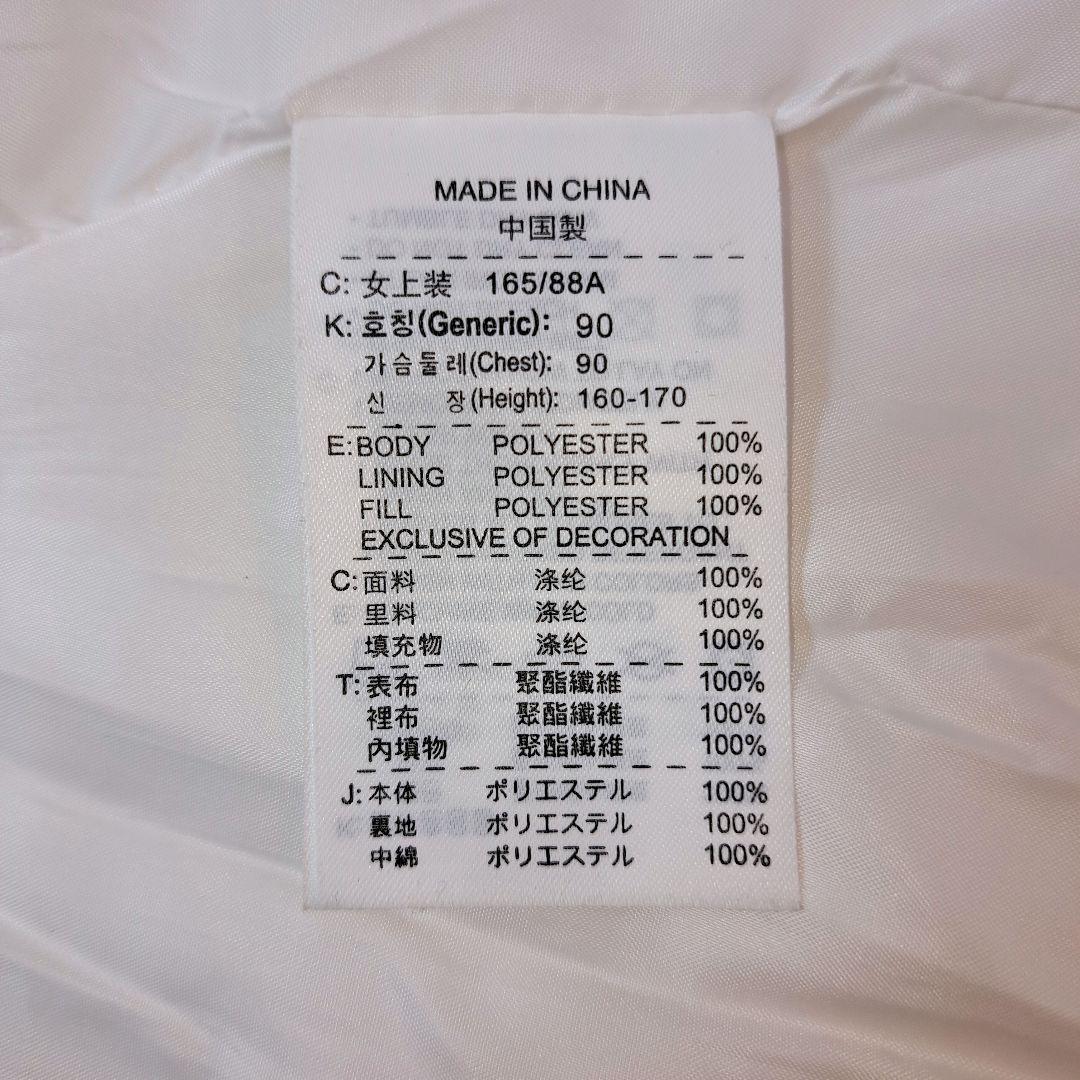 MADE IN CHINA
中国製
C: 女上装 165/88A
K: 호칭(Generic): 90
가슴둘레(Chest): 90
신 장(Height): 160-170
E: BODY POLYESTER 100%
LINING POLYESTER 100%
FILL POLYESTER 100%
EXCLUSIVE OF DECORATION
C: 面料 涤纶 100%
里料 涤纶 100%
填充物 涤纶 100%
T: 表布 聚酯纖維 100%
裡布 聚酯纖維 100%
內填物 聚酯纖維 100%
J: 本体 ポリエステル 100%
裏地 ポリエステル 100%
中綿 ポリエステル 100%